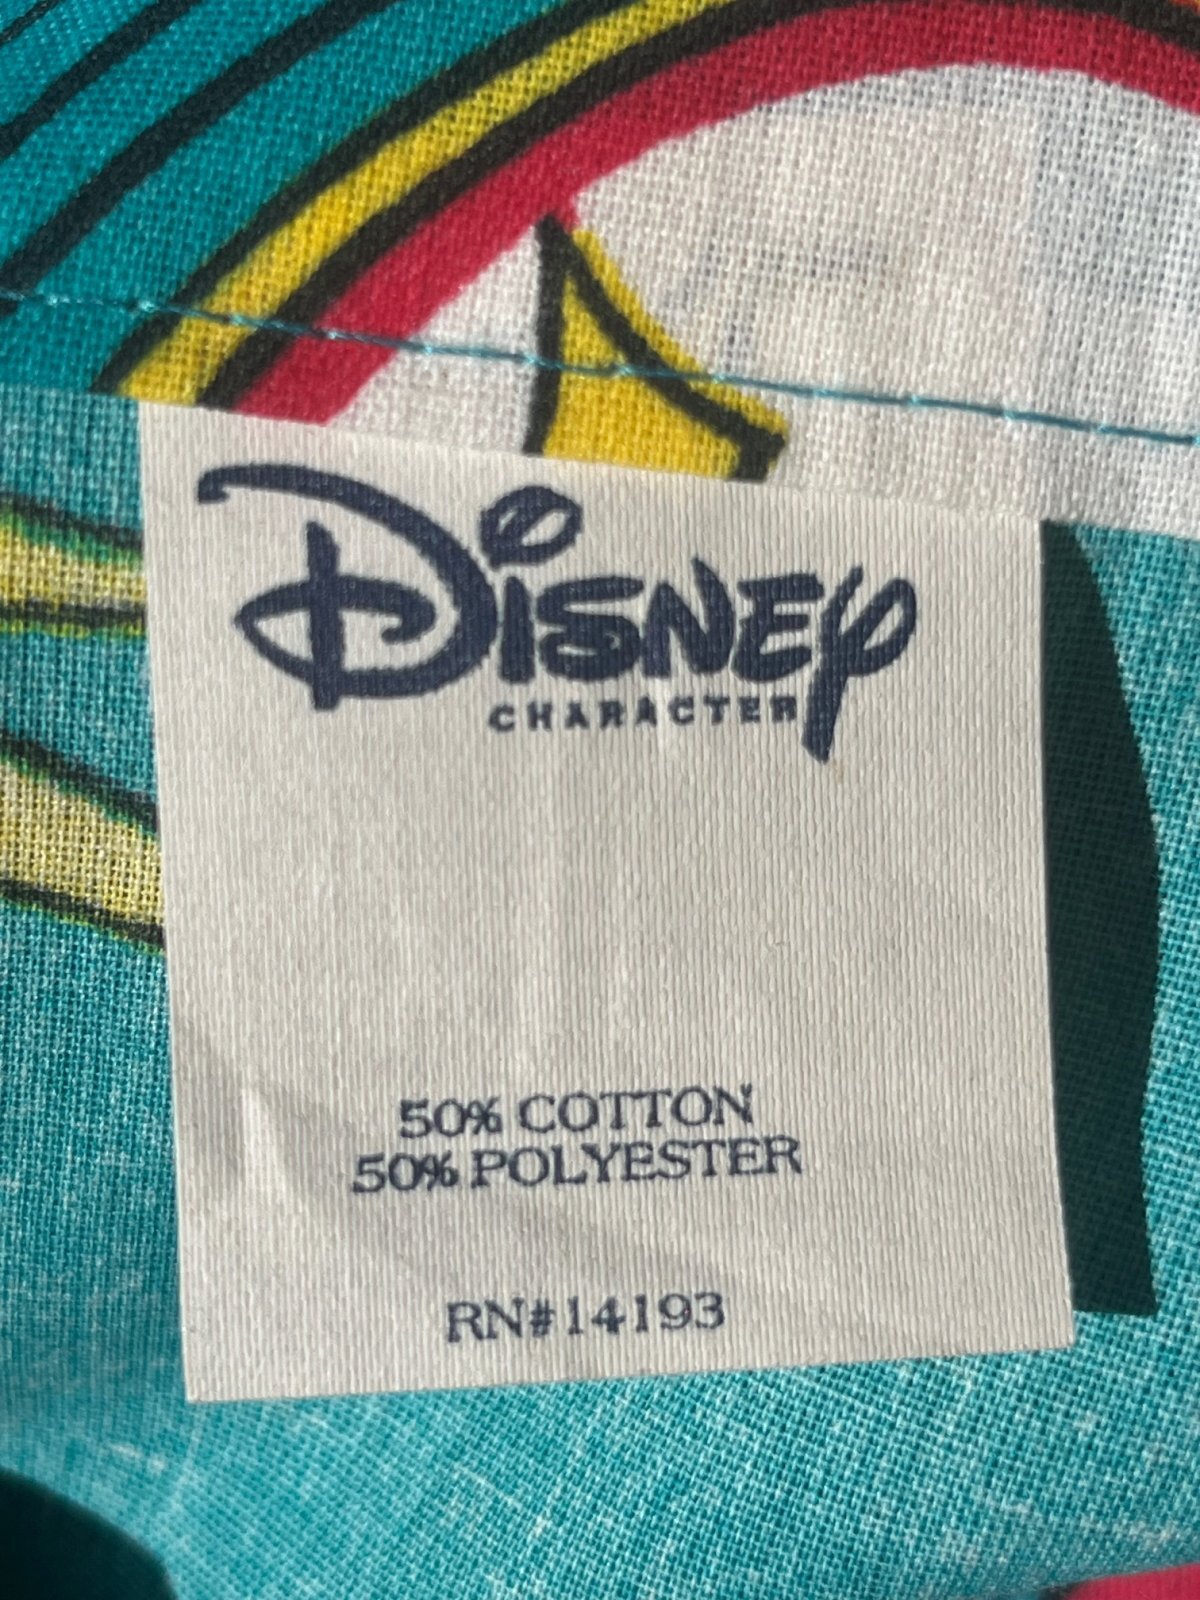 Disney
CHARACTER
50% COTTON
50% POLYESTER
RN#14193